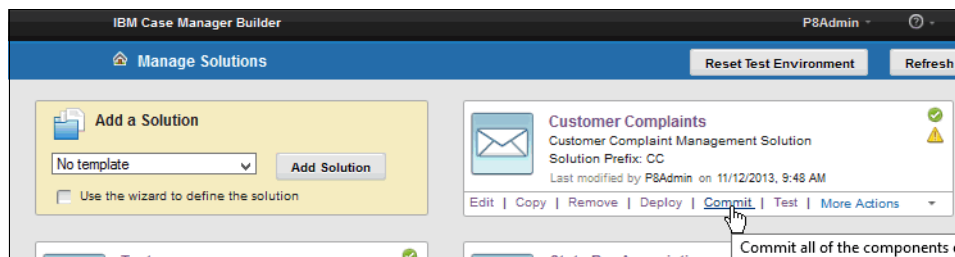 IBM Case Manager Builder
P8Admin
Manage Solutions
Reset Test Environment
Refresh
Add a Solution
No template
Add Solution
Use the wizard to define the solution
Customer Complaints
Customer Complaint Management Solution
Solution Prefix: CC
Last modified by P8Admin on 11/12/2013, 9:48 AM
Edit | Copy | Remove | Deploy | Commit | Test | More Actions
Commit all of the components